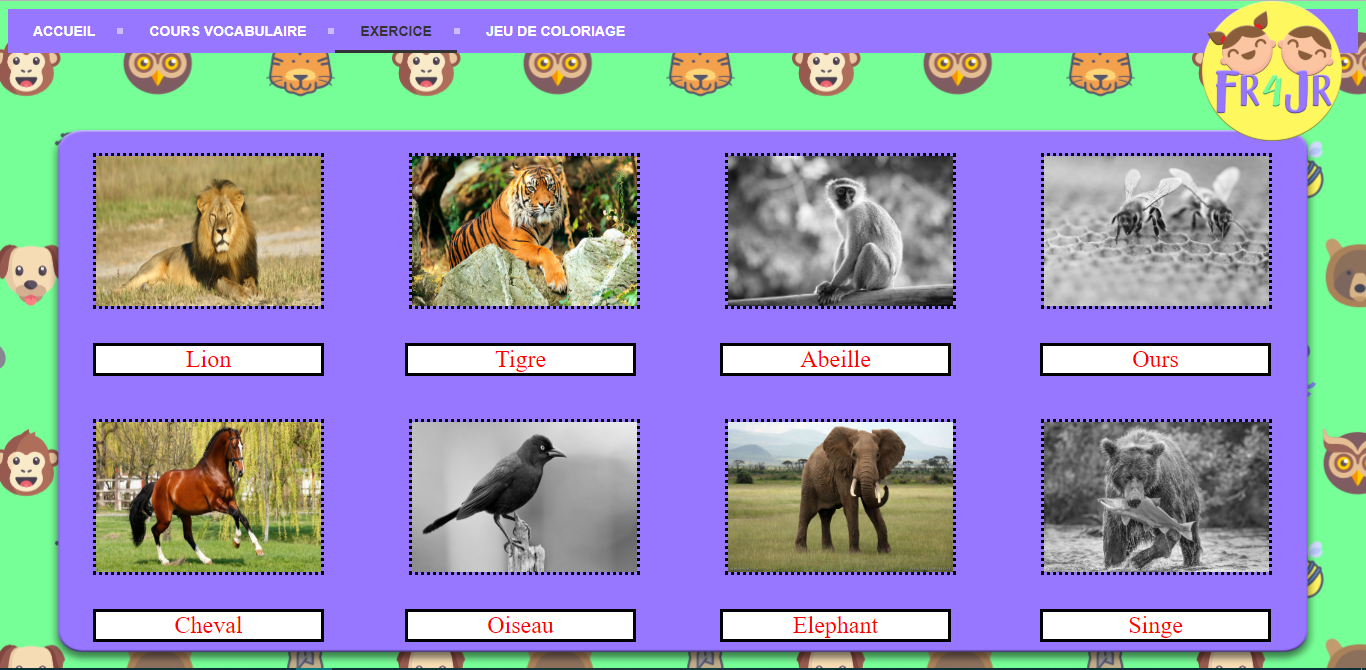 ACCUEIL COURS VOCABULAIRE EXERCICE JEU DE COLORIAGE
FR4JR
Lion Tigre Abeille Ours
Cheval Oiseau Elephant Singe